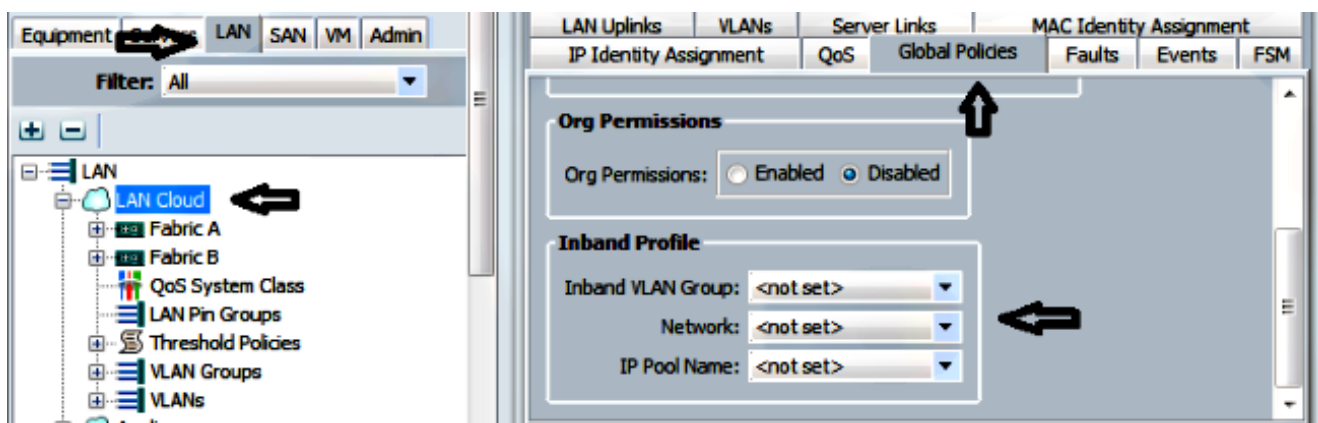 Equipment LAN SAN VM Admin
Filter: All
LAN
LAN Cloud
Fabric A
Fabric B
QoS System Class
LAN Pin Groups
Threshold Policies
VLAN Groups
VLANs
LAN Uplinks VLANs Server Links MAC Identity Assignment
IP Identity Assignment QoS Global Policies Faults Events FSM
Org Permissions
Org Permissions: Enabled Disabled
Inband Profile
Inband VLAN Group: <not set>
Network: <not set>
IP Pool Name: <not set>